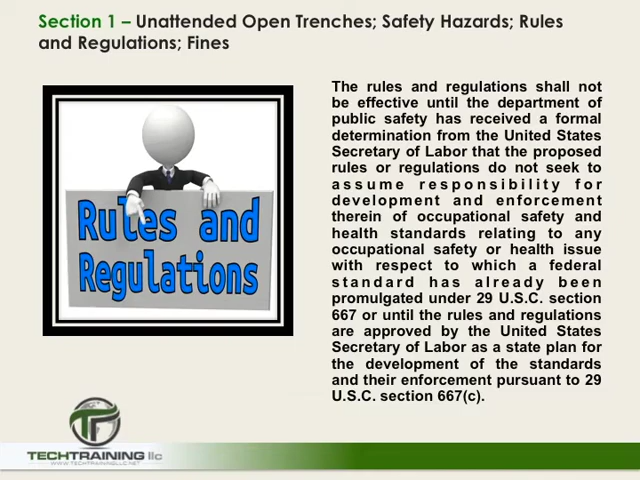 Section 1 – Unattended Open Trenches; Safety Hazards; Rules
and Regulations; Fines
Rules and
Regulations
The rules and regulations shall not
be effective until the department of
public safety has received a formal
determination from the United States
Secretary of Labor that the proposed
rules or regulations do not seek to
assume responsibility for
development and enforcement
therein of occupational safety and
health standards relating to any
occupational safety or health issue
with respect to which a federal
standard has already been
promulgated under 29 U.S.C. section
667 or until the rules and regulations
are approved by the United States
Secretary of Labor as a state plan for
the development of the standards
and their enforcement pursuant to 29
U.S.C. section 667(c).
TECHTRAINING llc
WWW.TECHTRAININGLLC.NET